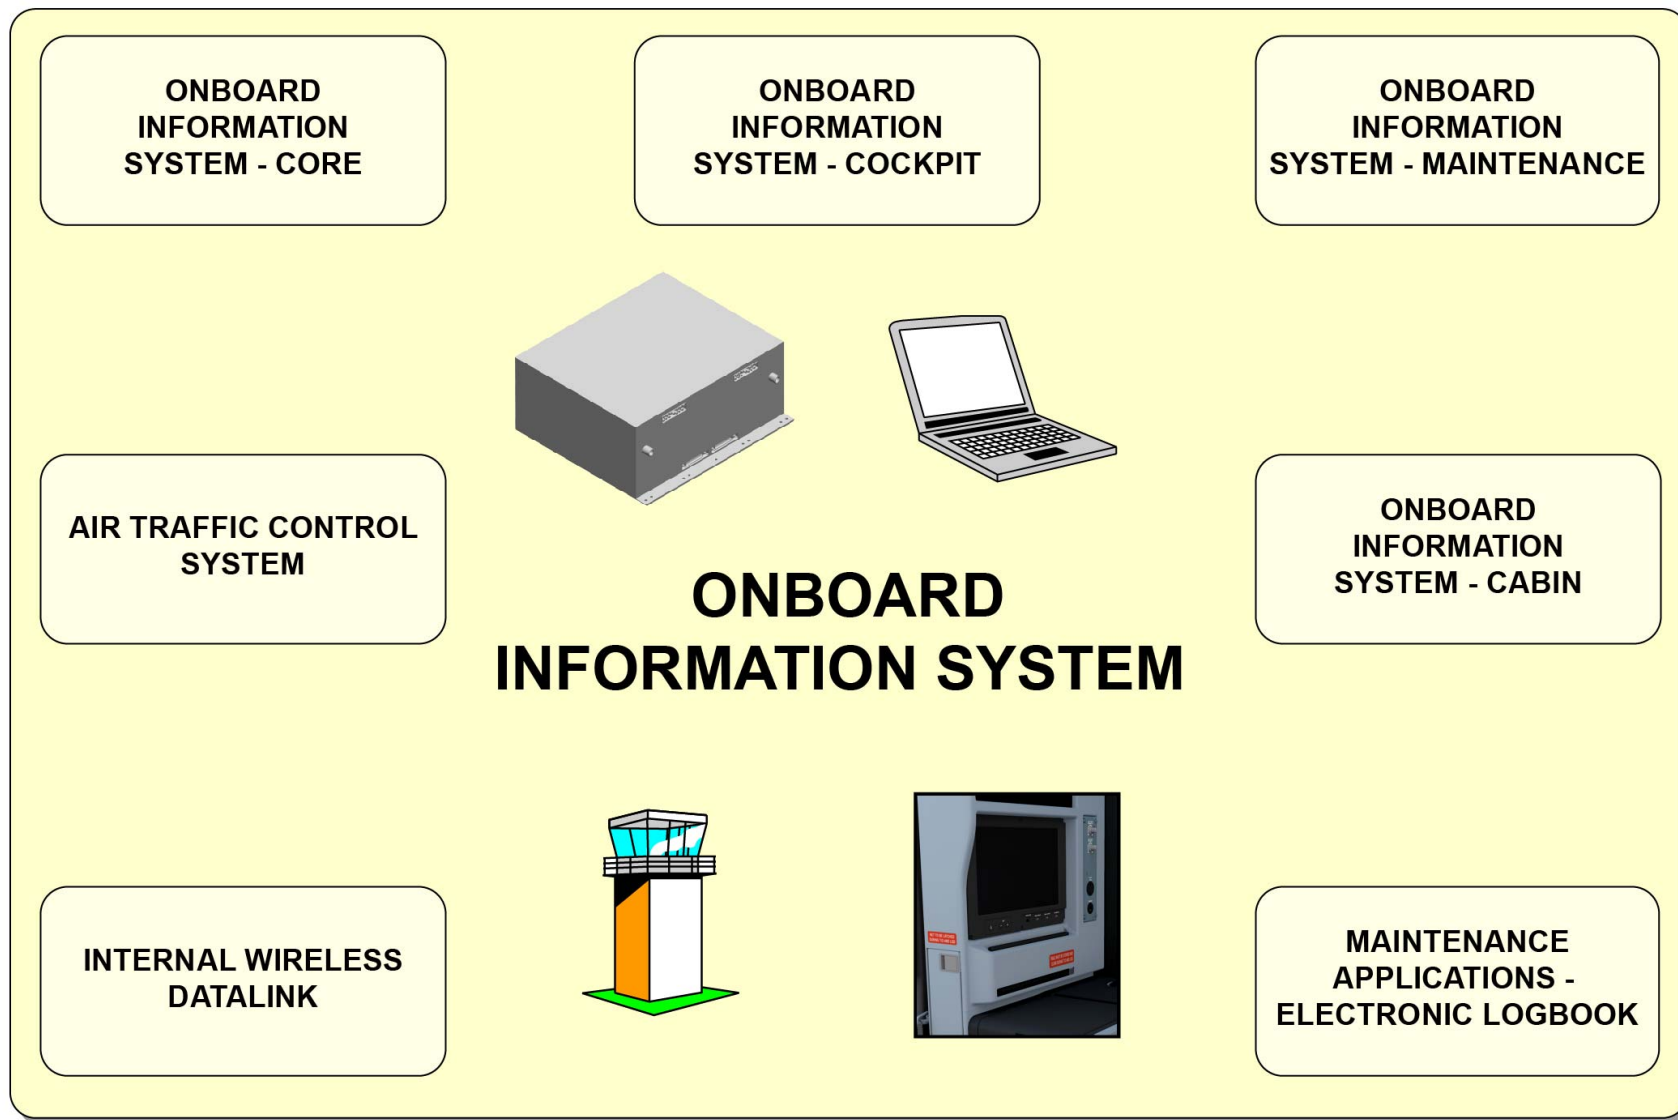 ONBOARD
INFORMATION
SYSTEM - CORE
ONBOARD
INFORMATION
SYSTEM - COCKPIT
ONBOARD
INFORMATION
SYSTEM - MAINTENANCE
AIR TRAFFIC CONTROL
SYSTEM
ONBOARD
INFORMATION SYSTEM
ONBOARD
INFORMATION
SYSTEM - CABIN
INTERNAL WIRELESS
DATALINK
MAINTENANCE
APPLICATIONS -
ELECTRONIC LOGBOOK